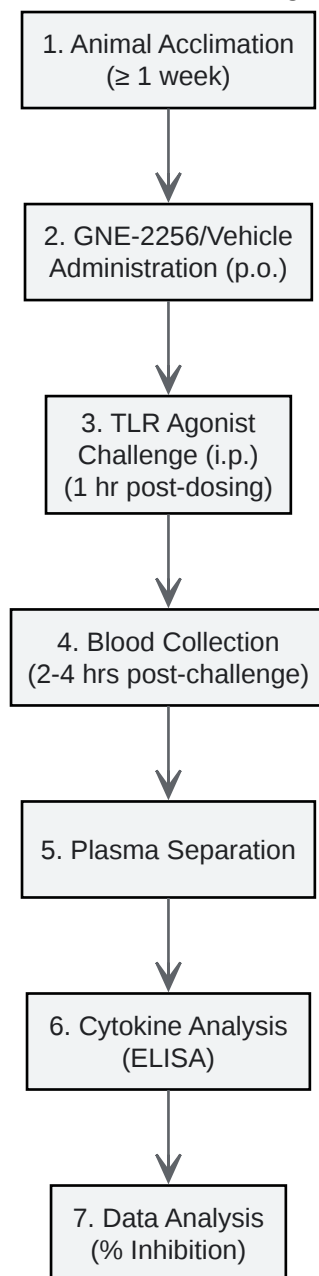 1. Animal Acclimation
(≥ 1 week)
2. GNE-2256/Vehicle
Administration (p.o.)
3. TLR Agonist
Challenge (i.p.)
(1 hr post-dosing)
4. Blood Collection
(2-4 hrs post-challenge)
5. Plasma Separation
6. Cytokine Analysis
(ELISA)
7. Data Analysis
(% Inhibition)